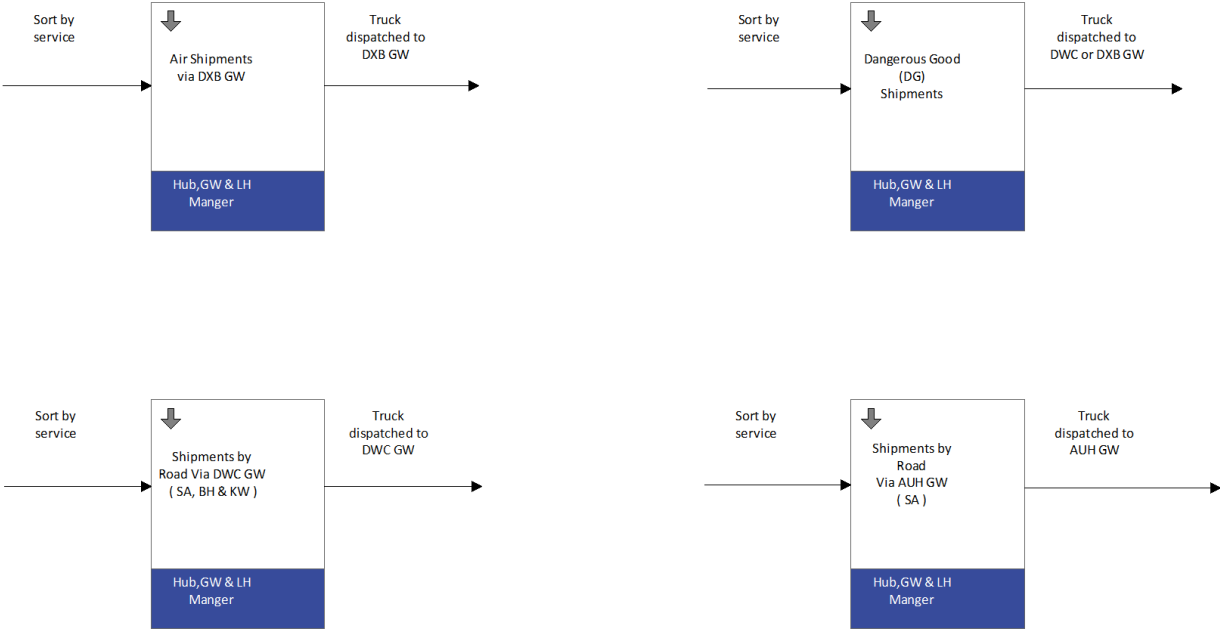 Sort by
service
Air Shipments
via DXB GW
Hub,GW & LH
Manger
Truck
dispatched to
DXB GW
Sort by
service
Dangerous Good
(DG)
Shipments
Hub,GW & LH
Manger
Truck
dispatched to
DWC or DXB GW
Sort by
service
Shipments by
Road Via DWC GW
( SA, BH & KW )
Hub,GW & LH
Manger
Truck
dispatched to
DWC GW
Sort by
service
Shipments by
Road
Via AUH GW
( SA )
Hub,GW & LH
Manger
Truck
dispatched to
AUH GW